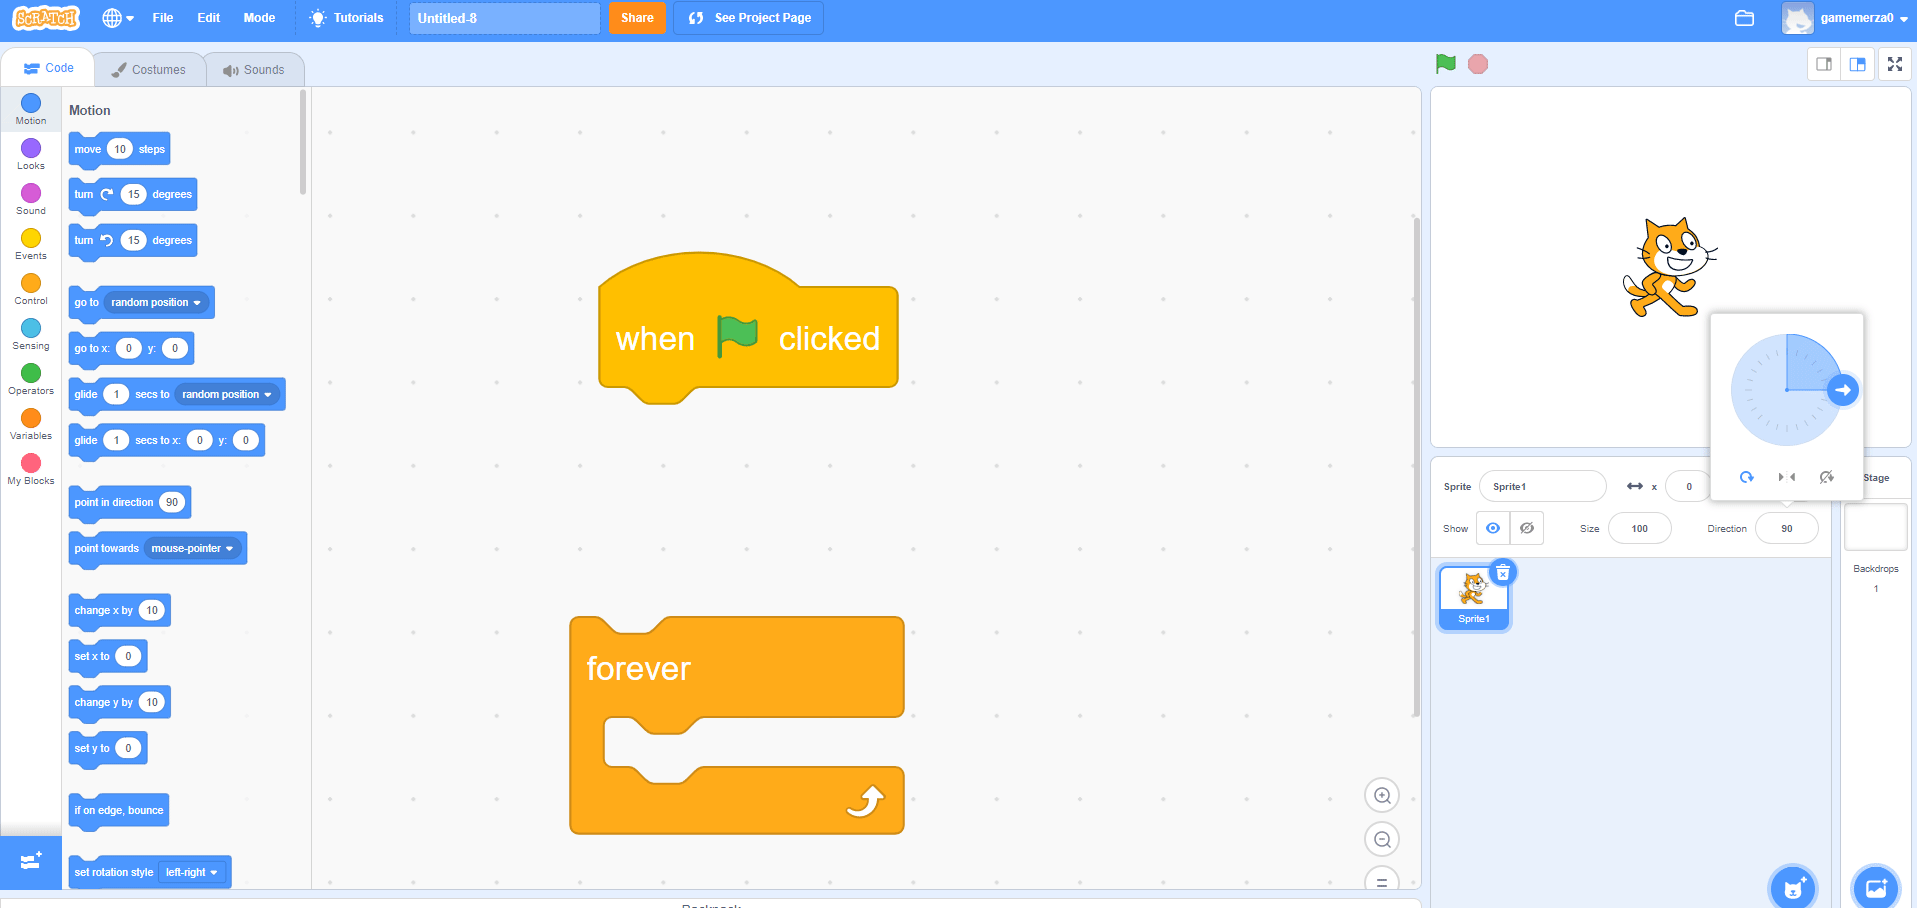 SCRATCH File Edit Mode Tutorials Untitled-8 Share See Project Page gamemerza0
Code Costumes Sounds
Motion
Looks
Sound
Events
Control
Sensing
Operators
Variables
My Blocks
Motion
move 10 steps
turn 15 degrees
turn 15 degrees
go to random position
go to x: 0 y: 0
glide 1 secs to random position
glide 1 secs to x: 0 y: 0
point in direction 90
point towards mouse-pointer
change x by 10
set x to 0
change y by 10
set y to 0
if on edge, bounce
set rotation style left-right
when clicked
forever
Sprite Sprite1 x 0
Show Size 100 Direction 90
Sprite1
Stage
Backdrops
1